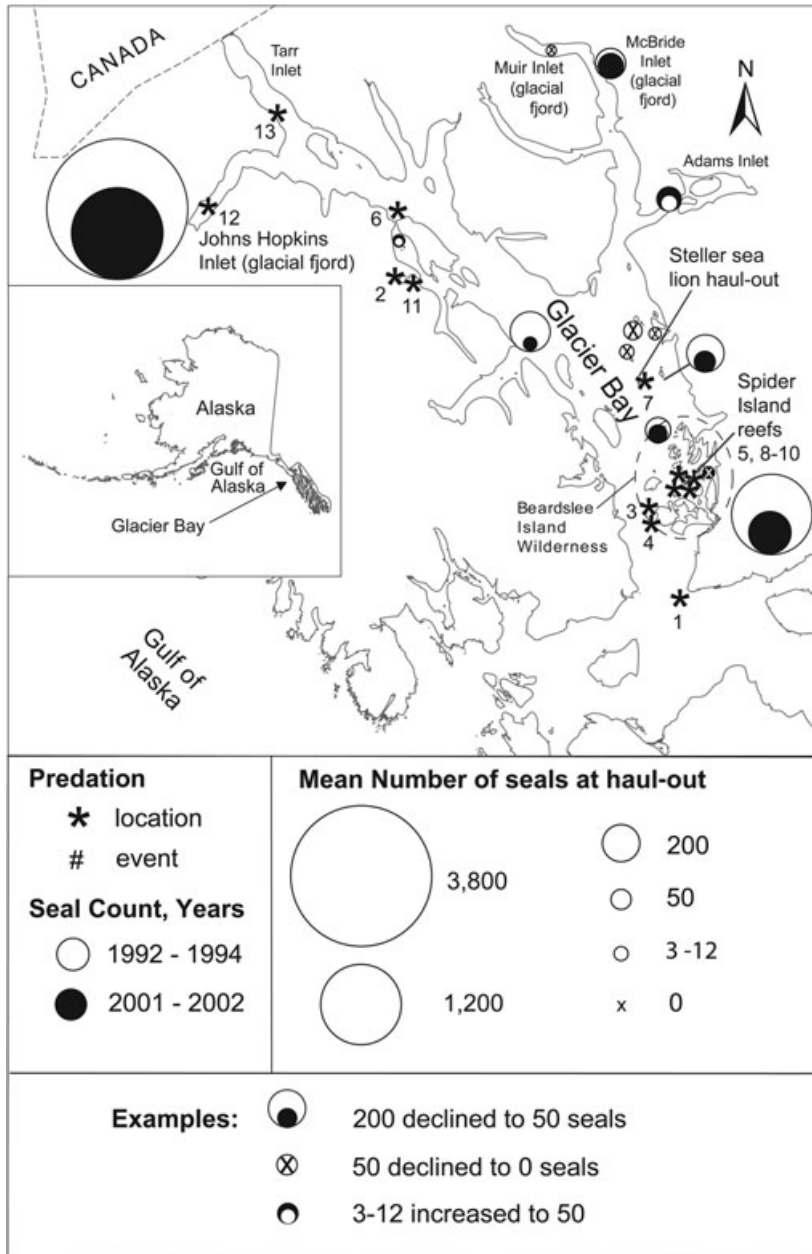 CANADA
Tarr
Inlet
13
12
Johns Hopkins
Inlet (glacial fjord)
6
2
11
Muir Inlet
(glacial
fjord)
McBride
Inlet
(glacial
fjord)
N
Adams Inlet
Steller sea
lion haul-out
Glacier Bay
7
Spider
Island
reefs
5, 8-10
Beardslee
Island
Wilderness
3
4
1
Alaska
Gulf of
Alaska
Glacier Bay
Gulf of
Alaska
Predation
* location
# event
Seal Count, Years
1992 - 1994
2001 - 2002
Mean Number of seals at haul-out
3,800
1,200
200
50
3 -12
x 0
Examples:
200 declined to 50 seals
50 declined to 0 seals
3-12 increased to 50